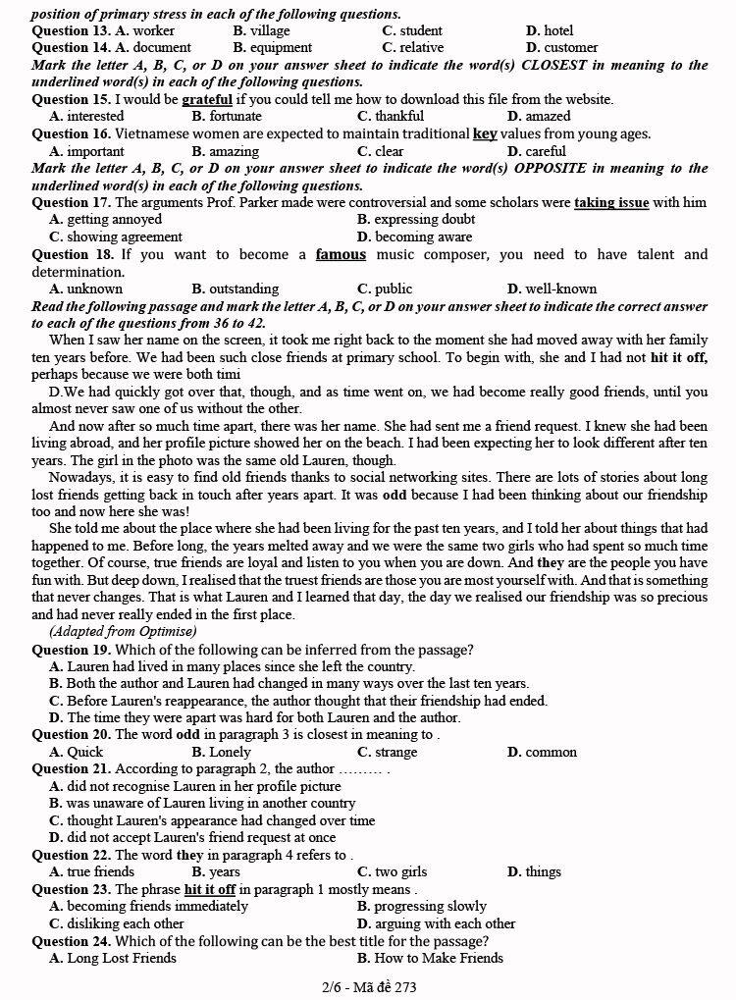 position of primary stress in each of the following questions.
Question 13. A. worker B. village C. student D. hotel
Question 14. A. document B. equipment C. relative D. customer
Mark the letter A, B, C, or D on your answer sheet to indicate the word(s) CLOSEST in meaning to the
underlined word(s) in each of the following questions.
Question 15. I would be grateful if you could tell me how to download this file from the website.
A. interested B. fortunate C. thankful D. amazed
Question 16. Vietnamese women are expected to maintain traditional key values from young ages.
A. important B. amazing C. clear D. careful
Mark the letter A, B, C, or D on your answer sheet to indicate the word(s) OPPOSITE in meaning to the
underlined word(s) in each of the following questions.
Question 17. The arguments Prof. Parker made were controversial and some scholars were taking issue with him
A. getting annoyed B. expressing doubt
C. showing agreement D. becoming aware
Question 18. If you want to become a famous music composer, you need to have talent and
determination.
A. unknown B. outstanding C. public D. well-known
Read the following passage and mark the letter A, B, C, or D on your answer sheet to indicate the correct answer
to each of the questions from 36 to 42.
When I saw her name on the screen, it took me right back to the moment she had moved away with her family
ten years before. We had been such close friends at primary school. To begin with, she and I had not hit it off,
perhaps because we were both timi
D.We had quickly got over that, though, and as time went on, we had become really good friends, until you
almost never saw one of us without the other.
And now after so much time apart, there was her name. She had sent me a friend request. I knew she had been
living abroad, and her profile picture showed her on the beach. I had been expecting her to look different after ten
years. The girl in the photo was the same old Lauren, though.
Nowadays, it is easy to find old friends thanks to social networking sites. There are lots of stories about long
lost friends getting back in touch after years apart. It was odd because I had been thinking about our friendship
too and now here she was!
She told me about the place where she had been living for the past ten years, and I told her about things that had
happened to me. Before long, the years melted away and we were the same two girls who had spent so much time
together. Of course, true friends are loyal and listen to you when you are down. And they are the people you have
fun with. But deep down, I realised that the truest friends are those you are most yourself with. And that is something
that never changes. That is what Lauren and I learned that day, the day we realised our friendship was so precious
and had never really ended in the first place.
(Adapted from Optimise)
Question 19. Which of the following can be inferred from the passage?
A. Lauren had lived in many places since she left the country.
B. Both the author and Lauren had changed in many ways over the last ten years.
C. Before Lauren's reappearance, the author thought that their friendship had ended.
D. The time they were apart was hard for both Lauren and the author.
Question 20. The word odd in paragraph 3 is closest in meaning to .
A. Quick B. Lonely C. strange D. common
Question 21. According to paragraph 2, the author ……… .
A. did not recognise Lauren in her profile picture
B. was unaware of Lauren living in another country
C. thought Lauren's appearance had changed over time
D. did not accept Lauren's friend request at once
Question 22. The word they in paragraph 4 refers to .
A. true friends B. years C. two girls D. things
Question 23. The phrase hit it off in paragraph 1 mostly means .
A. becoming friends immediately B. progressing slowly
C. disliking each other D. arguing with each other
Question 24. Which of the following can be the best title for the passage?
A. Long Lost Friends B. How to Make Friends
2/6 - Mã đề 273